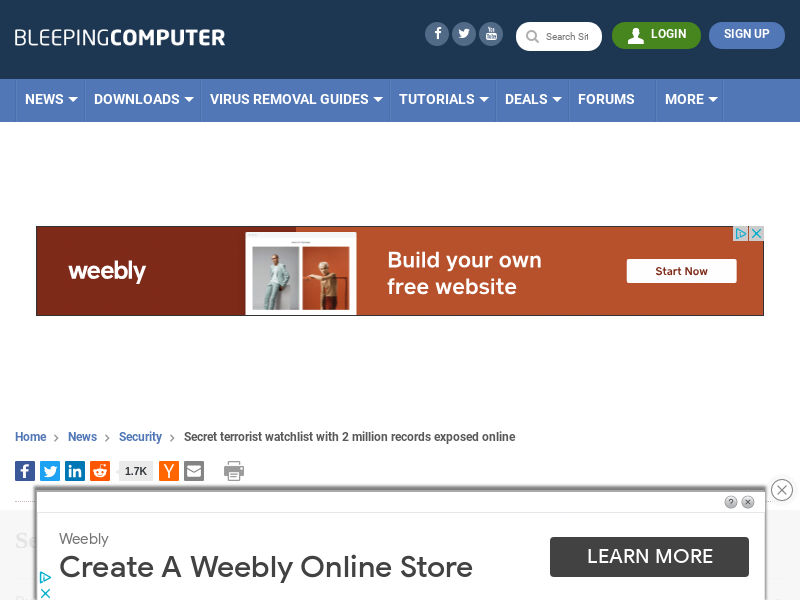 BLEEPINGCOMPUTER
Search Sit
LOGIN
SIGN UP
NEWS
DOWNLOADS
VIRUS REMOVAL GUIDES
TUTORIALS
DEALS
FORUMS
MORE
weebly
Build your own
free website
Start Now
Home
News
Security
Secret terrorist watchlist with 2 million records exposed online
1.7K
Weebly
Create A Weebly Online Store
LEARN MORE